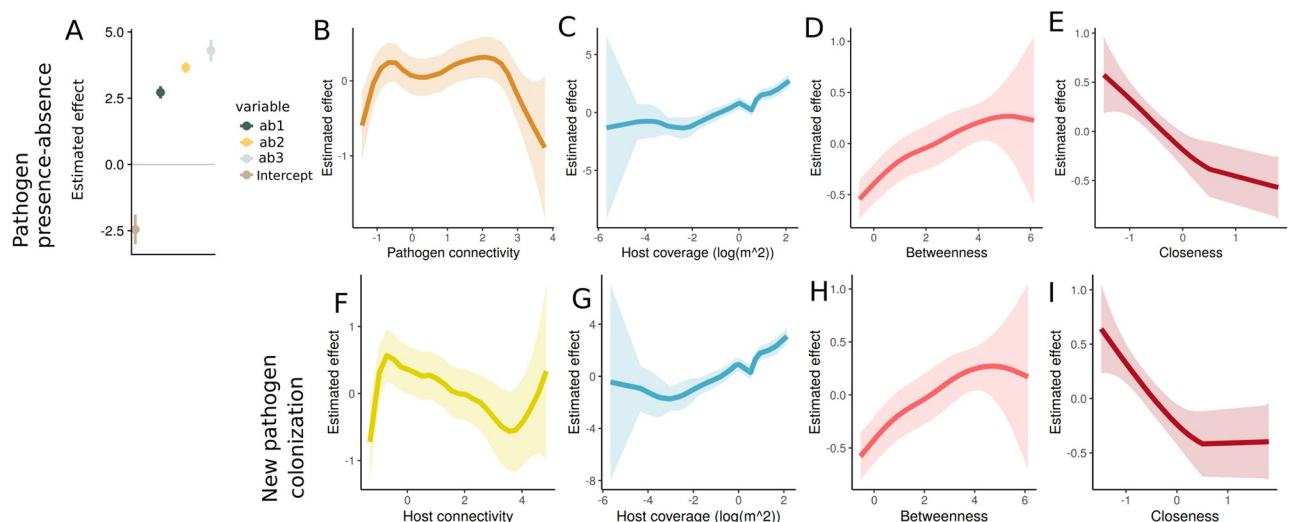 Pathogen
presence-absence
A
Estimated effect
5.0
2.5
0.0
-2.5
variable
ab1
ab2
ab3
Intercept
B
Estimated effect
0
-1
-1 0 1 2 3 4
Pathogen connectivity
C
Estimated effect
5
0
-5
-6 -4 -2 0 2
Host coverage (log(m^2))
D
Estimated effect
1.0
0.5
0.0
-0.5
0 2 4 6
Betweenness
E
Estimated effect
1.0
0.5
0.0
-0.5
-1 0 1
Closeness
New pathogen
colonization
F
Estimated effect
1
0
-1
0 2 4
Host connectivity
G
Estimated effect
4
0
-4
-8
-6 -4 -2 0 2
Host coverage (log(m^2))
H
Estimated effect
1.0
0.5
0.0
-0.5
0 2 4 6
Betweenness
I
Estimated effect
1.0
0.5
0.0
-0.5
-1 0 1
Closeness